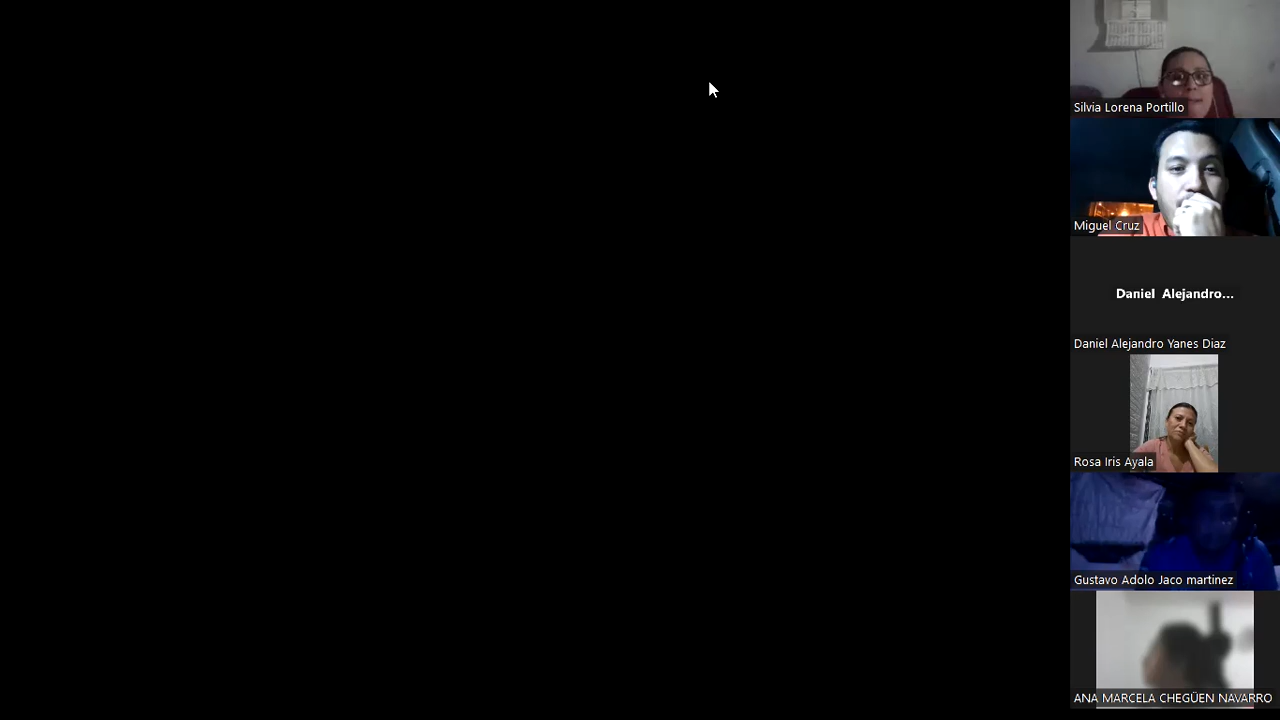 Silvia Lorena Portillo
Miguel Cruz
Daniel Alejandro...
Daniel Alejandro Yanes Diaz
Rosa Iris Ayala
Gustavo Adolo Jaco martinez
ANA MARCELA CHEGÜEN NAVARRO